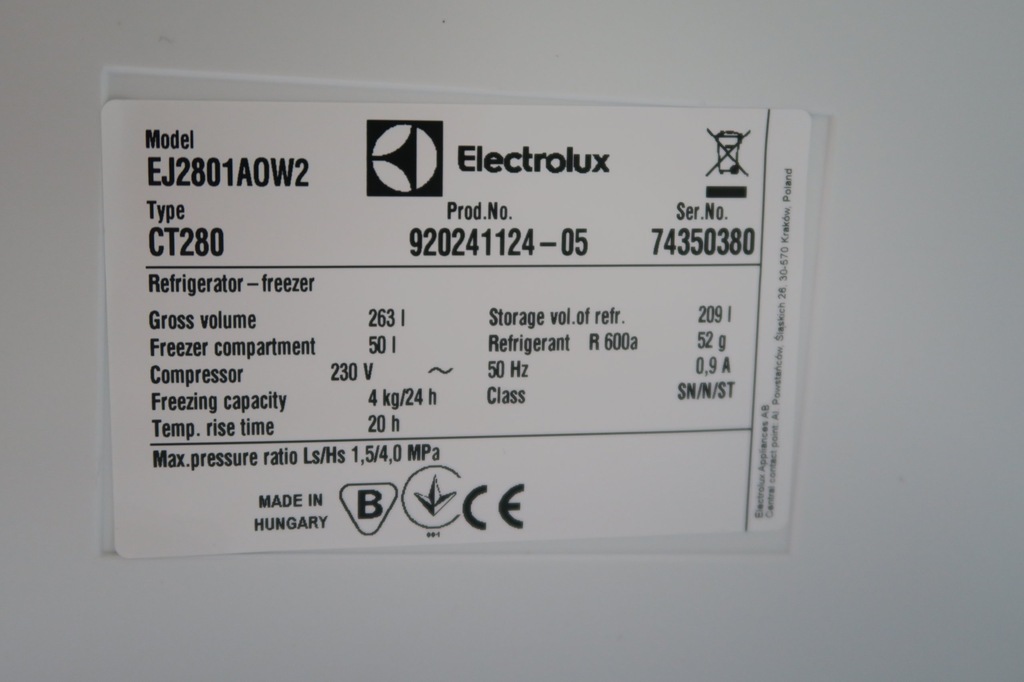 Model
EJ2801AOW2
Electrolux
Type
CT280
Prod.No.
920241124-05
Ser.No.
74350380
Refrigerator-freezer
Gross volume 263 l
Storage vol.of refr. 209 l
Freezer compartment 50 l
Refrigerant R 600a 52 g
Compressor 230 V ~ 50 Hz 0,9 A
Freezing capacity 4 kg/24 h
Class SN/N/ST
Temp. rise time 20 h
Max.pressure ratio Ls/Hs 1,5/4,0 MPa
MADE IN
HUNGARY
B
CE
Electrolux Appliances AB
Central contact point: Al. Powstańców Śląskich 26, 30-570 Kraków, Poland